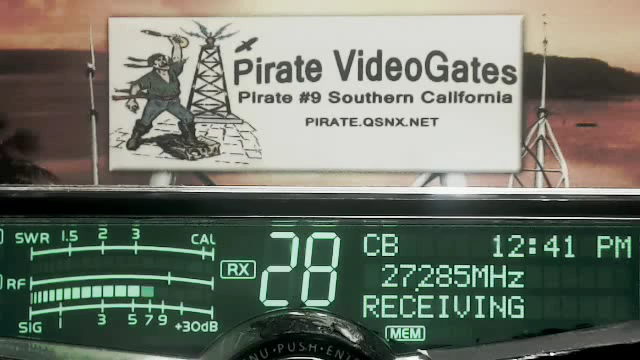 Pirate VideoGates
Pirate #9 Southern California
PIRATE.QSNX.NET
SWR 1.5 2 3 CAL
RF
SIG 1 3 5 7 9 +30dB
RX
28
CB 12:41 PM
27285MHz
RECEIVING
MEM
PUSH